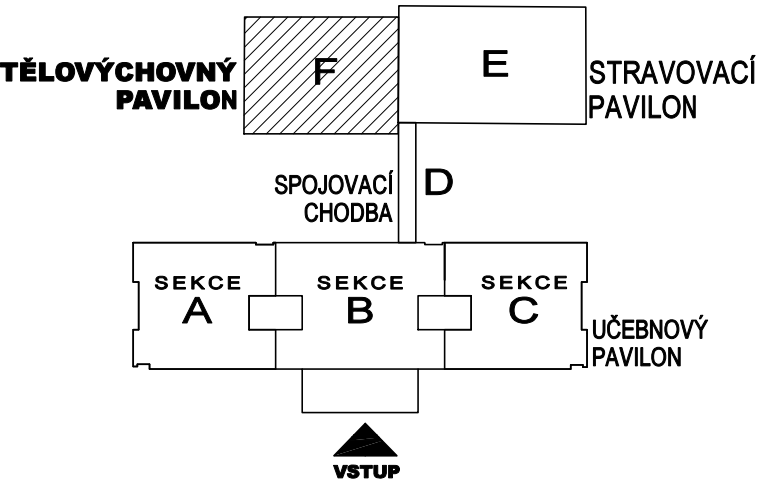 TĚLOVÝCHOVNÝ
PAVILON
F
E
STRAVOVACÍ
PAVILON
SPOJOVACÍ
CHODBA
D
SEKCE
A
SEKCE
B
SEKCE
C
UČEBNOVÝ
PAVILON
VSTUP